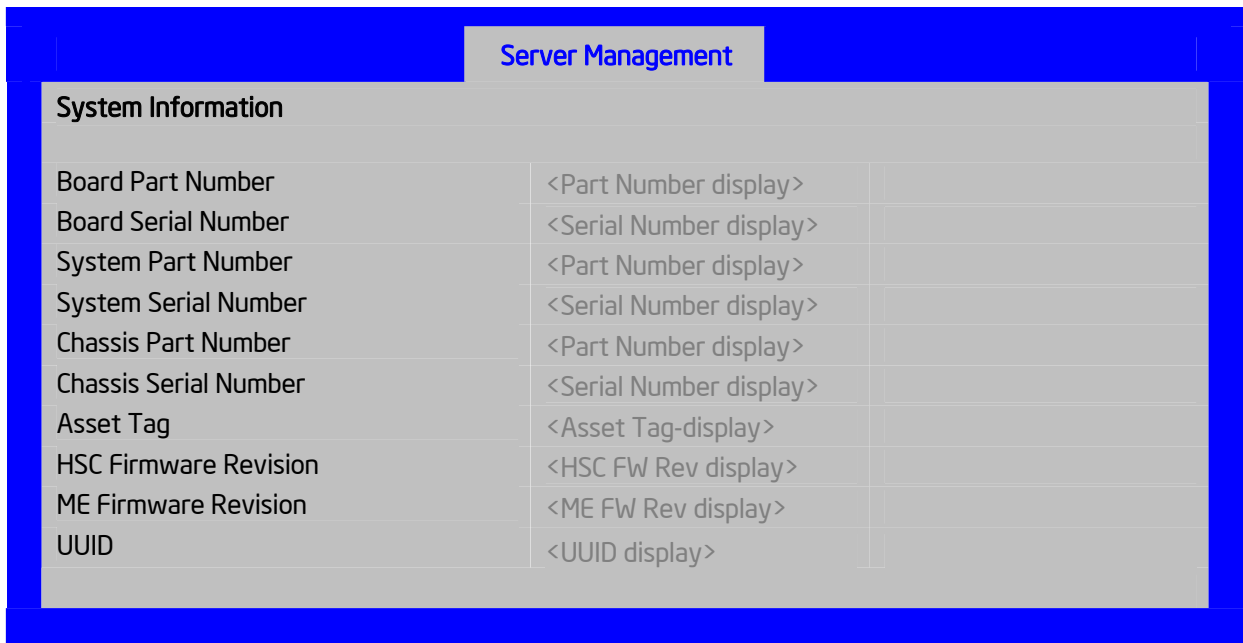 Server Management
System Information
Board Part Number <Part Number display>
Board Serial Number <Serial Number display>
System Part Number <Part Number display>
System Serial Number <Serial Number display>
Chassis Part Number <Part Number display>
Chassis Serial Number <Serial Number display>
Asset Tag <Asset Tag-display>
HSC Firmware Revision <HSC FW Rev display>
ME Firmware Revision <ME FW Rev display>
UUID <UUID display>